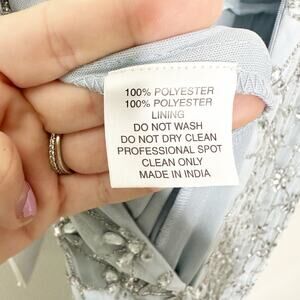 100% POLYESTER
100% POLYESTER
LINING
DO NOT WASH
DO NOT DRY CLEAN
PROFESSIONAL SPOT
CLEAN ONLY
MADE IN INDIA